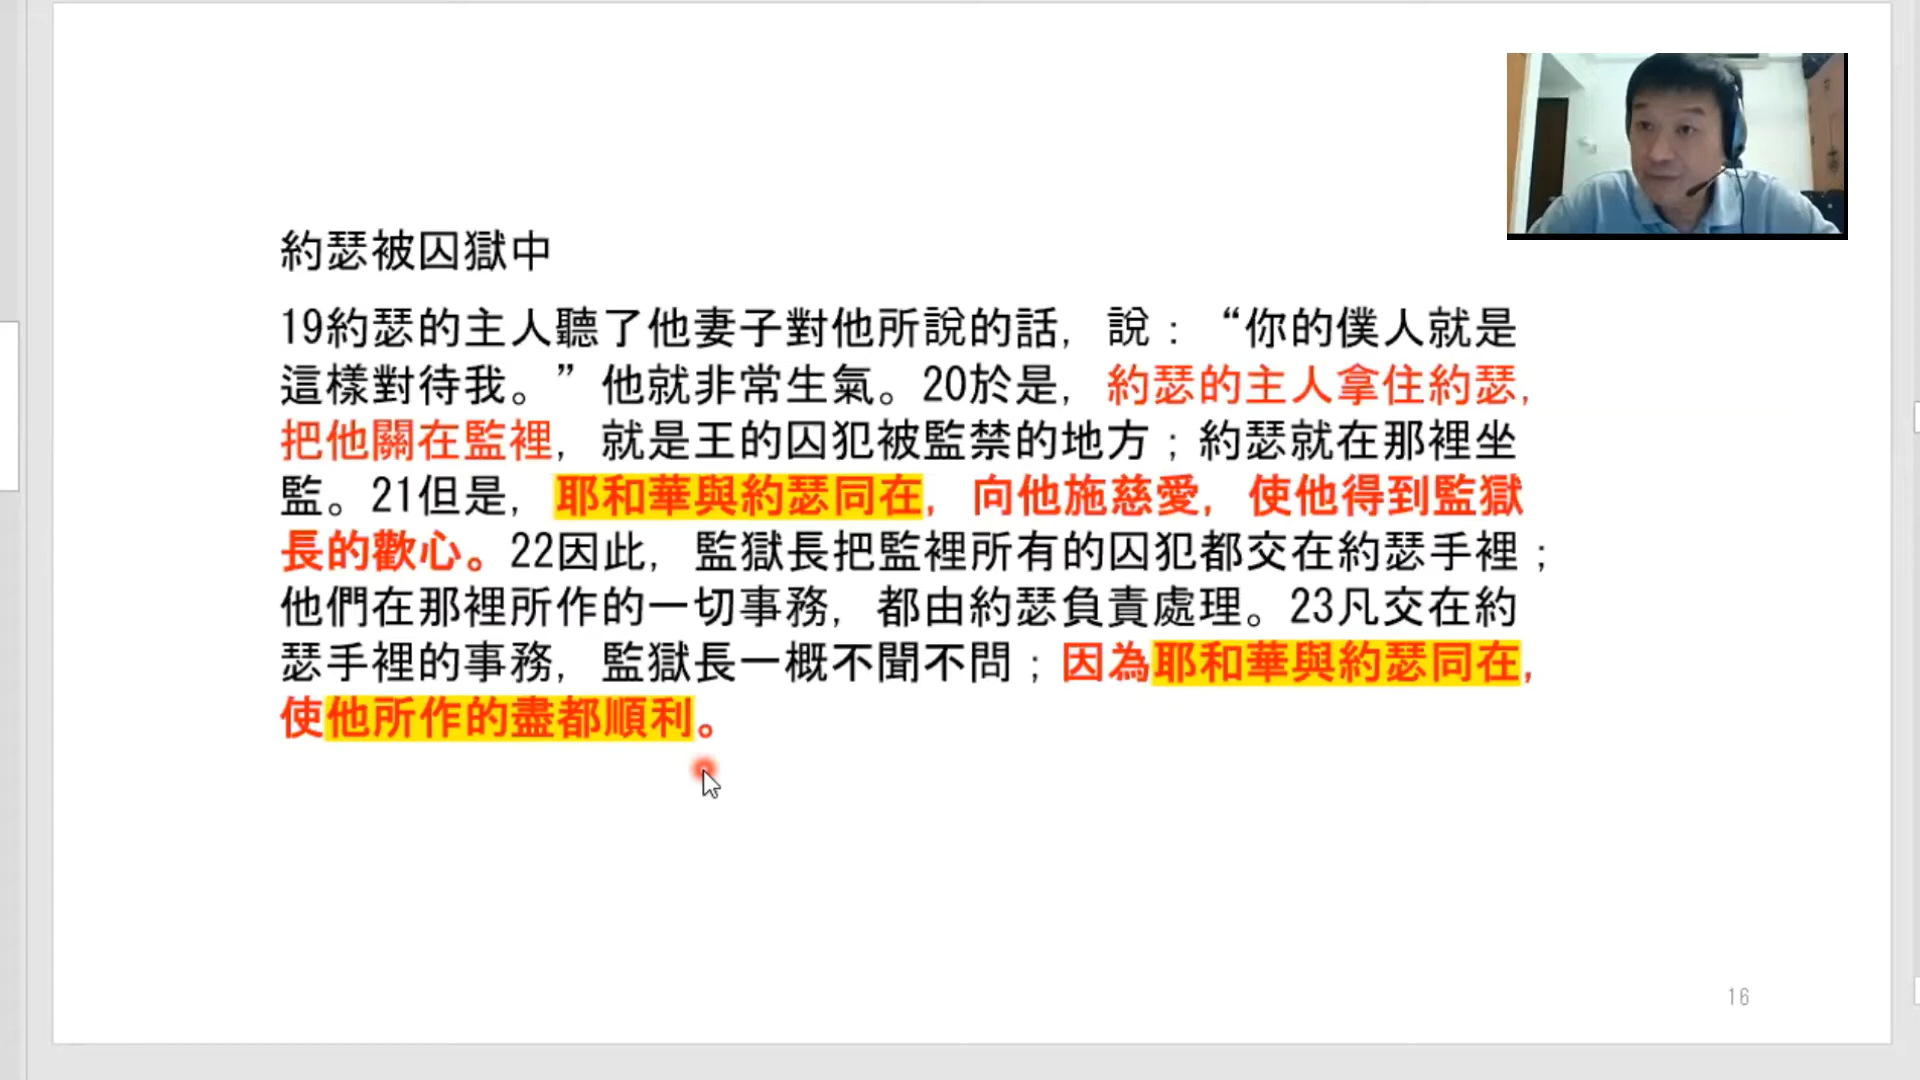 約瑟被囚獄中
19約瑟的主人聽了他妻子對他所說的話，說：“你的僕人就是
這樣對待我。”他就非常生氣。20於是，約瑟的主人拿住約瑟，
把他關在監裡，就是王的囚犯被監禁的地方；約瑟就在那裡坐
監。21但是，耶和華與約瑟同在，向他施慈愛，使他得到監獄
長的歡心。22因此，監獄長把監裡所有的囚犯都交在約瑟手裡；
他們在那裡所作的一切事務，都由約瑟負責處理。23凡交在約
瑟手裡的事務，監獄長一概不聞不問；因為耶和華與約瑟同在，
使他所作的盡都順利。
16